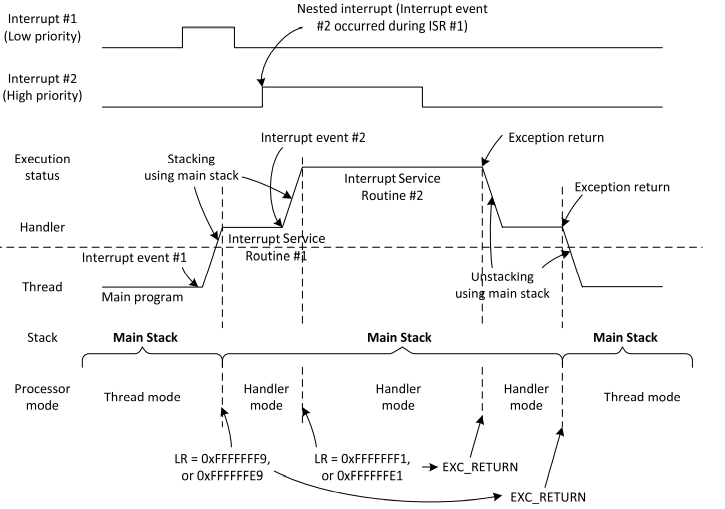 Interrupt #1
(Low priority)
Nested interrupt (Interrupt event
#2 occurred during ISR #1)
Interrupt #2
(High priority)
Interrupt event #2
Exception return
Execution
status
Stacking
using main stack
Interrupt Service
Routine #2
Exception return
Handler
Interrupt Service
Routine #1
Interrupt event #1
Unstacking
using main stack
Thread
Main program
Stack
Main Stack
Main Stack
Main Stack
Processor
mode
Thread mode
Handler
mode
Handler
mode
Handler
mode
Thread mode
LR = 0xFFFFFFF9,
or 0xFFFFFFE9
LR = 0xFFFFFFF1,
or 0xFFFFFFE1
EXC_RETURN
EXC_RETURN